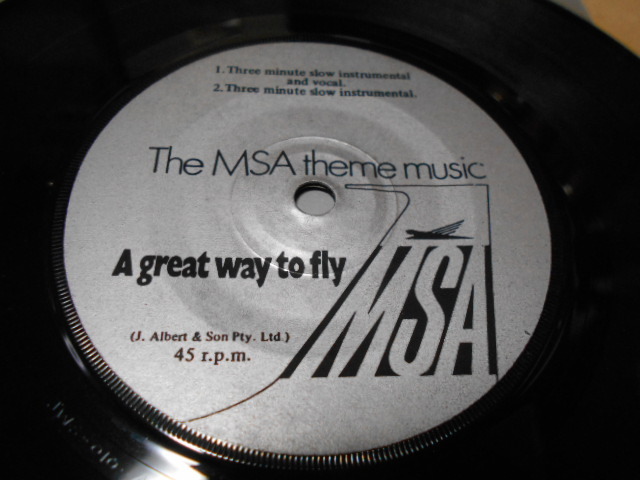 1. Three minute slow instrumental
and vocal.
2. Three minute slow instrumental.
The MSA theme music
A great way to fly
MSA
(J. Albert & Son Pty. Ltd.)
45 r.p.m.